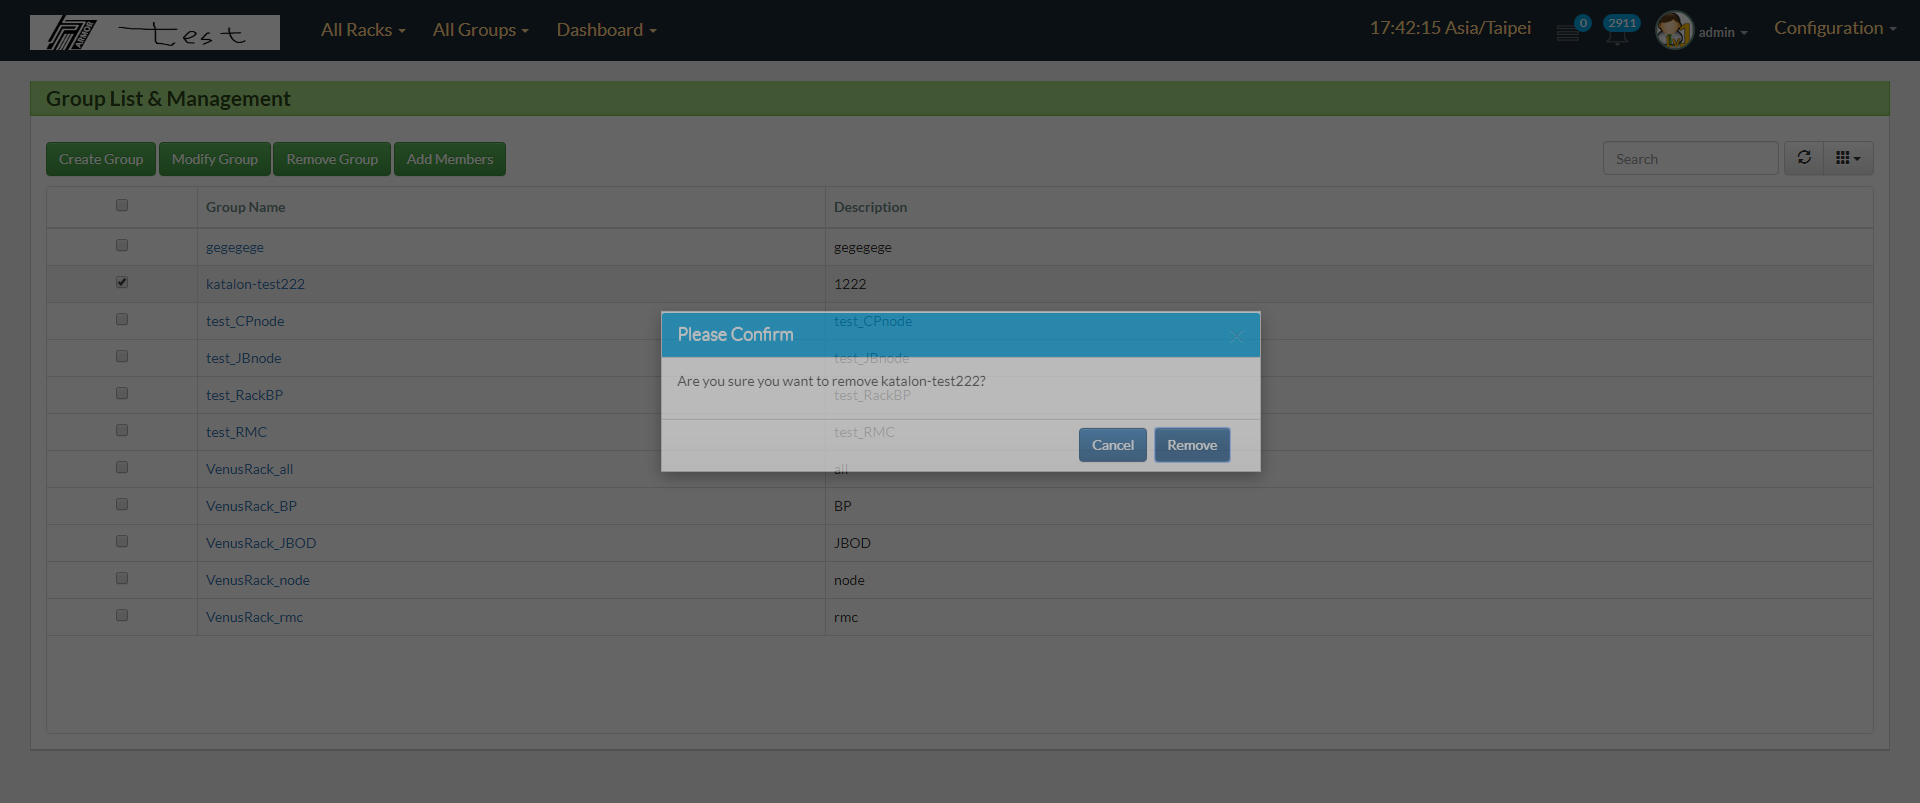 ARMOR test All Racks All Groups Dashboard 17:42:15 Asia/Taipei 0 2911 admin Configuration
Group List & Management
Create Group Modify Group Remove Group Add Members Search
Group Name Description
gegegege gegegege
katalon-test222 1222
test_CPnode test_CPnode
test_JBnode test_JBnode
test_RackBP test_RackBP
test_RMC test_RMC
VenusRack_all all
VenusRack_BP BP
VenusRack_JBOD JBOD
VenusRack_node node
VenusRack_rmc rmc
Please Confirm
Are you sure you want to remove katalon-test222?
Cancel Remove